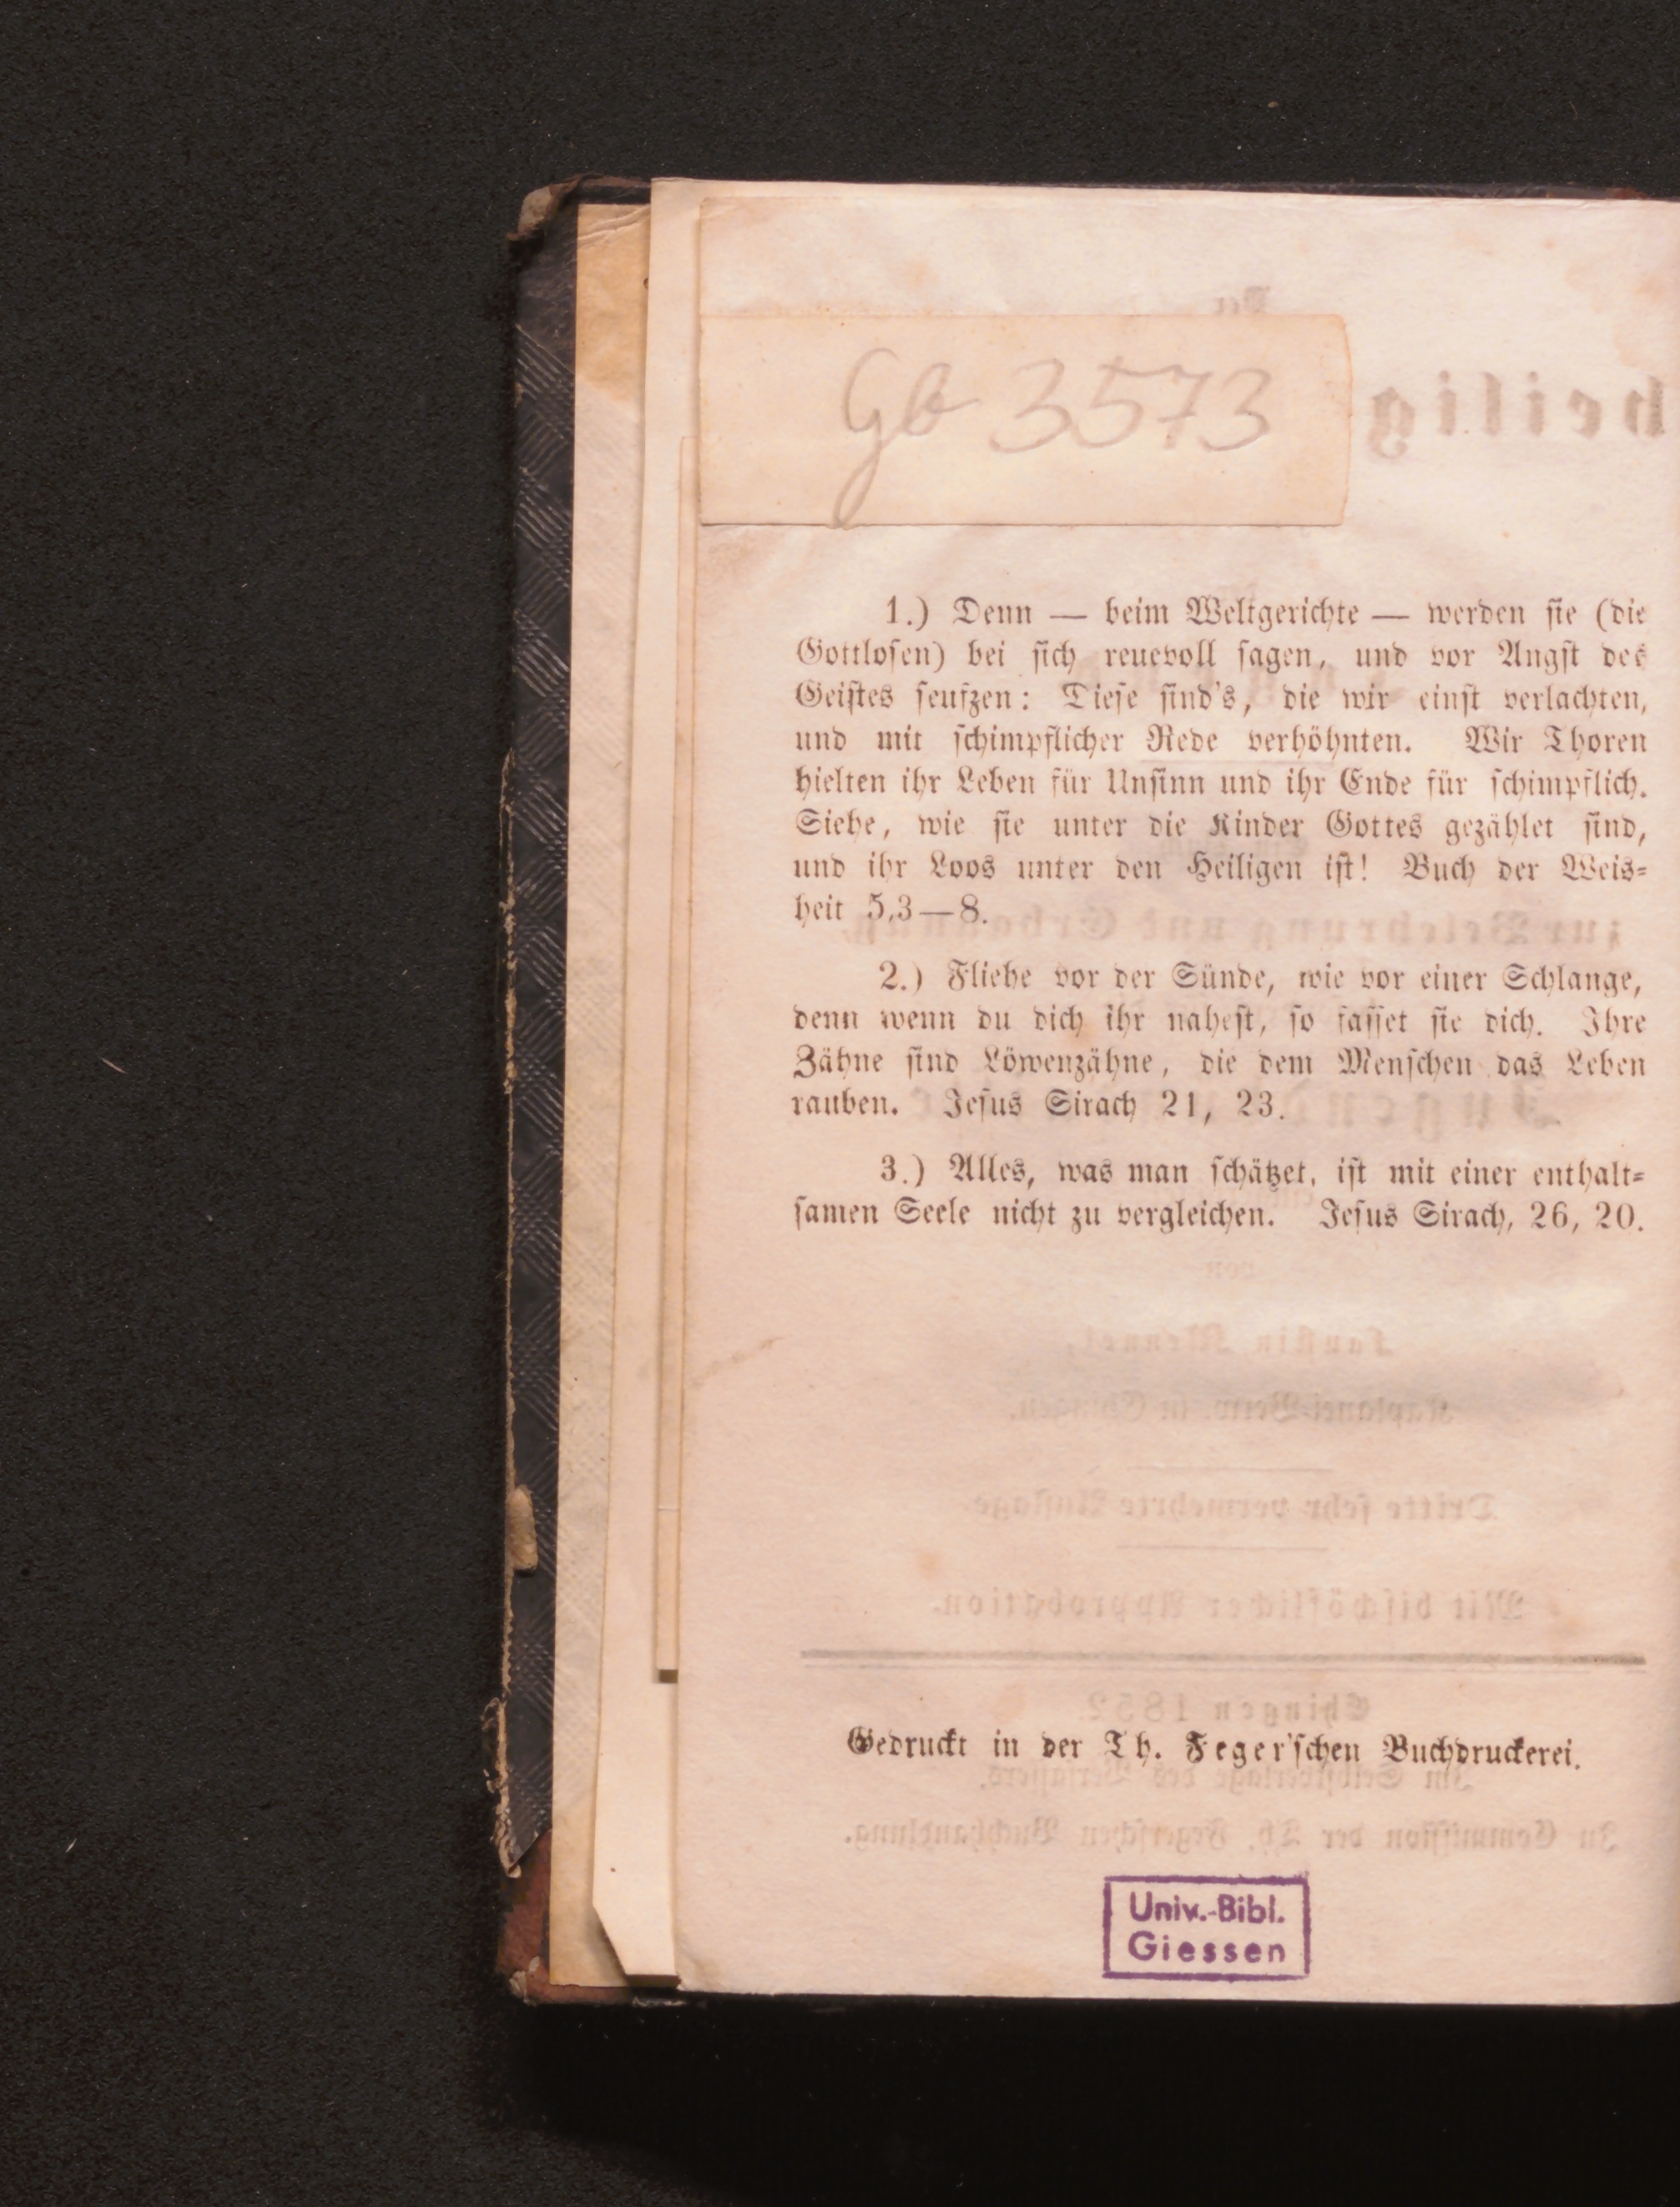 Gb 3573
1.) Denn — beim Weltgerichte — werden sie (die
Gottlosen) bei sich reuevoll sagen, und vor Angst des
Geistes seufzen: Diese sind's, die wir einst verlachten,
und mit schimpflicher Rede verhöhnten. Wir Thoren
hielten ihr Leben für Unsinn und ihr Ende für schimpflich.
Siehe, wie sie unter die Kinder Gottes gezählet sind,
und ihr Loos unter den Heiligen ist! Buch der Weis=
heit 5,3—8.
2.) Fliehe vor der Sünde, wie vor einer Schlange,
denn wenn du dich ihr nahest, so fasset sie dich. Ihre
Zähne sind Löwenzähne, die dem Menschen das Leben
rauben. Jesus Sirach 21, 23.
3.) Alles, was man schätzet, ist mit einer enthalt=
samen Seele nicht zu vergleichen. Jesus Sirach, 26, 20.
Gedruckt in der Th. Feger'schen Buchdruckerei.
Univ.-Bibl.
Giessen